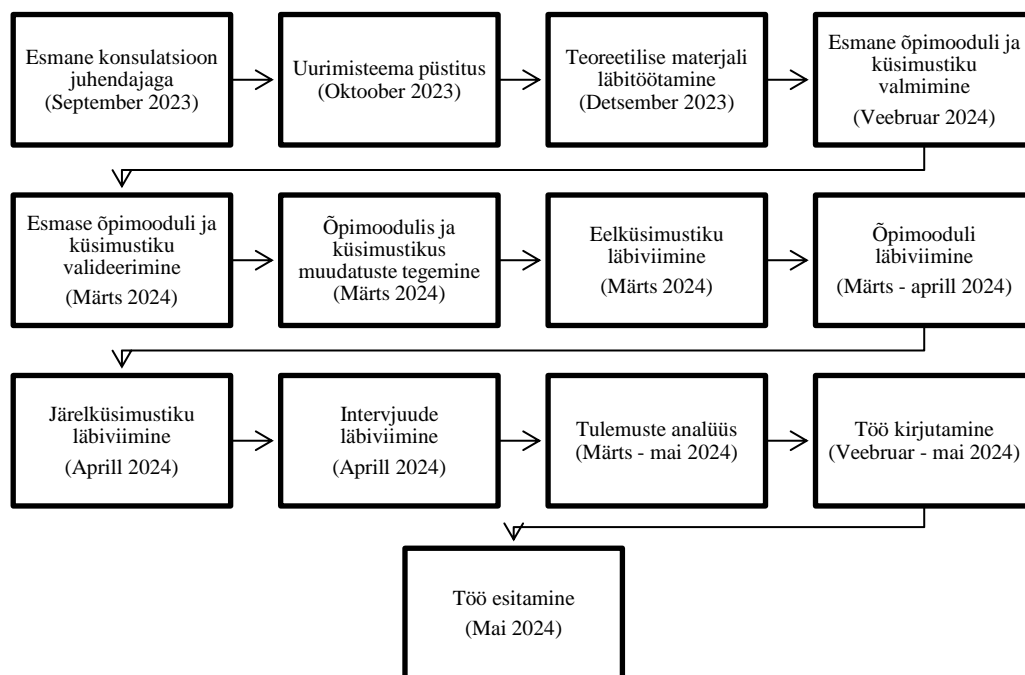 Esmane konsulatsioon
juhendajaga
(September 2023)
Uurimisteema püstitus
(Oktoober 2023)
Teoreetilise materjali
läbitöötamine
(Detsember 2023)
Esmane õpimooduli ja
küsimustiku
valmimine
(Veebruar 2024)
Esmase õpimooduli ja
küsimustiku
valideerimine
(Märts 2024)
Õpimoodulis ja
küsimustikus
muudatuste tegemine
(Märts 2024)
Eelküsimustiku
läbiviimine
(Märts 2024)
Õpimooduli
läbiviimine
(Märts - aprill 2024)
Järelküsimustiku
läbiviimine
(Aprill 2024)
Intervjuude
läbiviimine
(Aprill 2024)
Tulemuste analüüs
(Märts - mai 2024)
Töö kirjutamine
(Veebruar - mai 2024)
Töö esitamine
(Mai 2024)